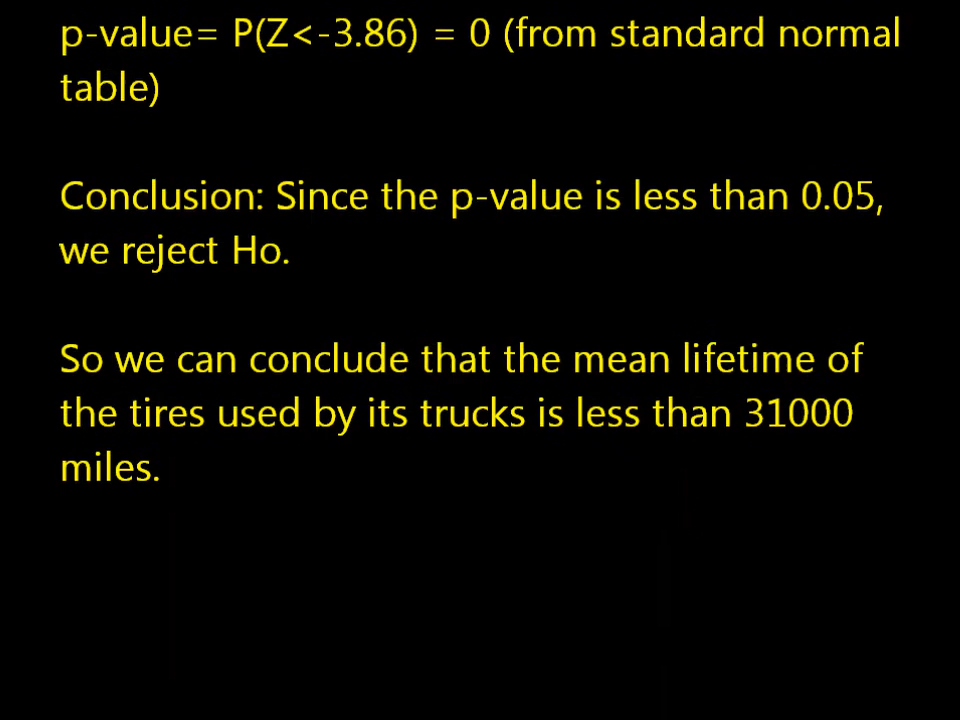 p-value= P(Z<-3.86) = 0 (from standard normal
table)
Conclusion: Since the p-value is less than 0.05,
we reject Ho.
So we can conclude that the mean lifetime of
the tires used by its trucks is less than 31000
miles.